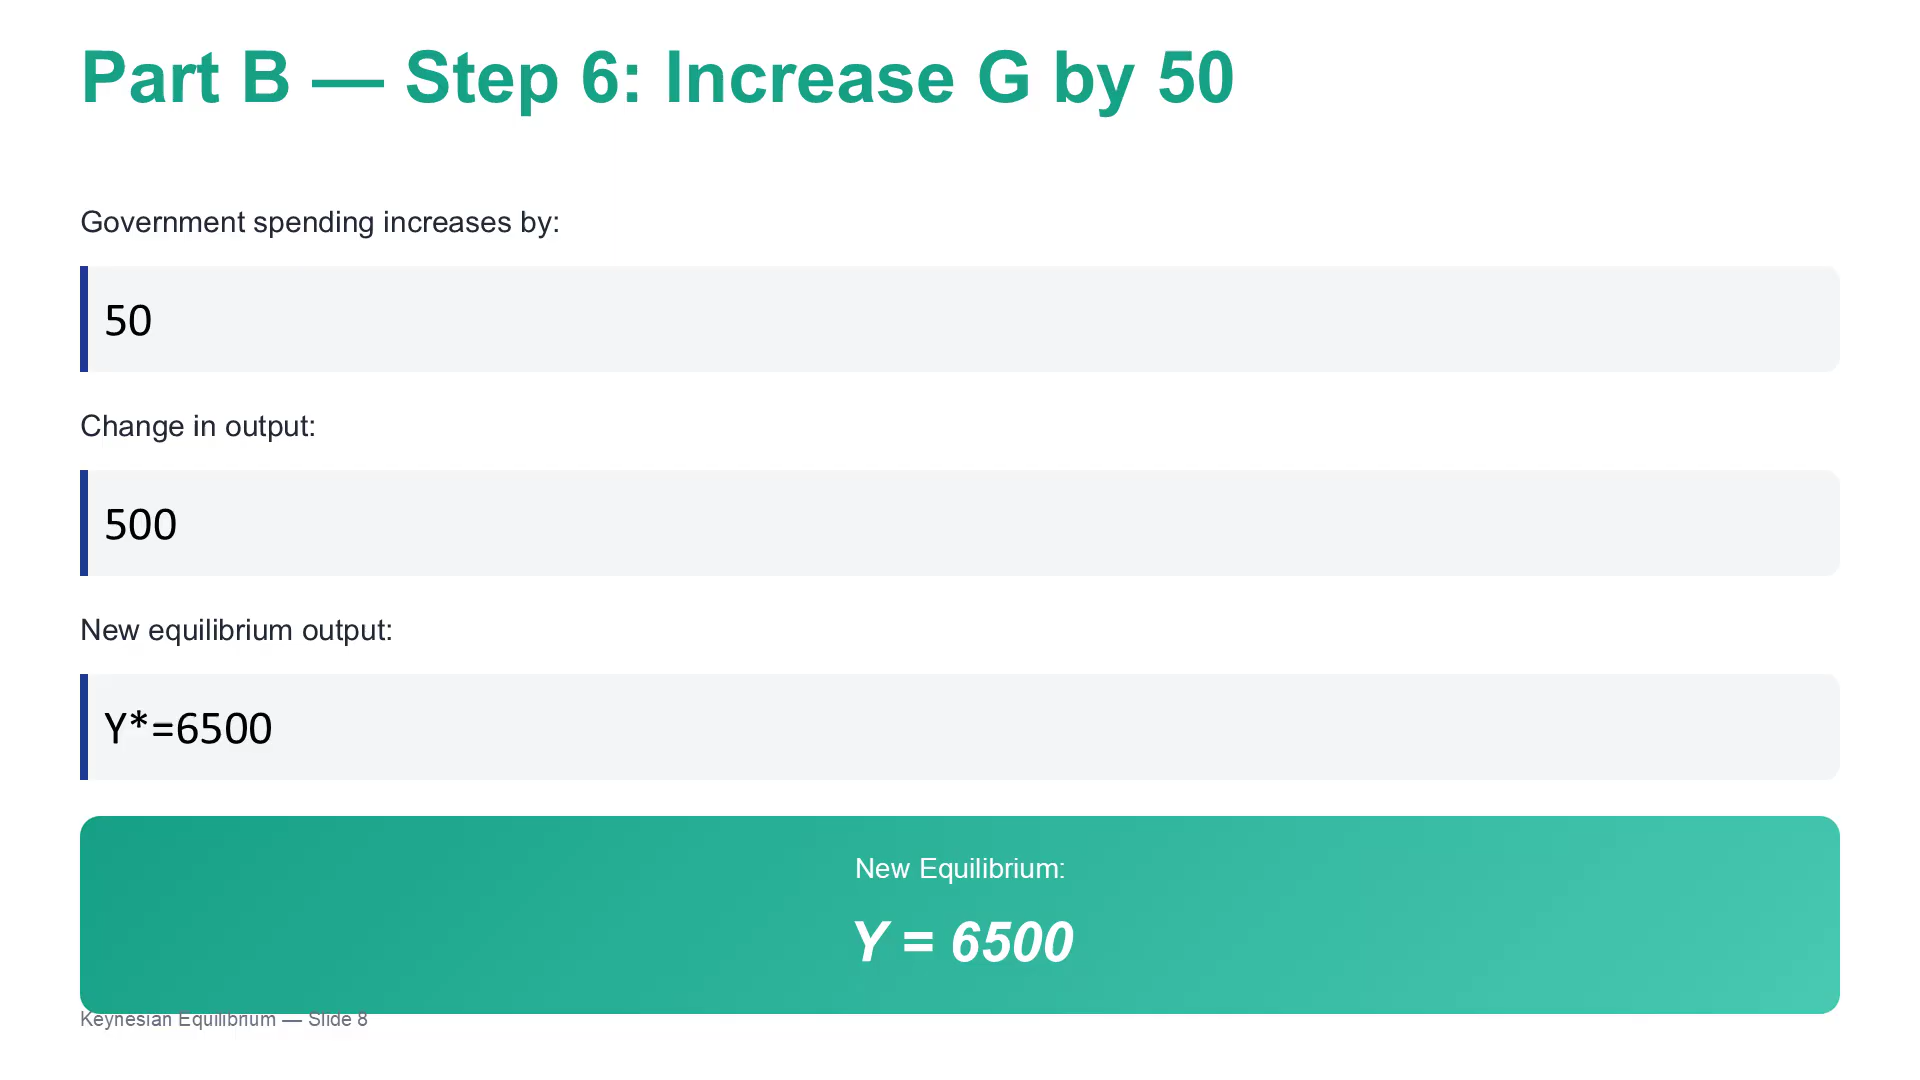 Part B — Step 6: Increase G by 50
Government spending increases by:
50
Change in output:
500
New equilibrium output:
Y*=6500
New Equilibrium:
Y = 6500
Keynesian Equilibrium — Slide 8